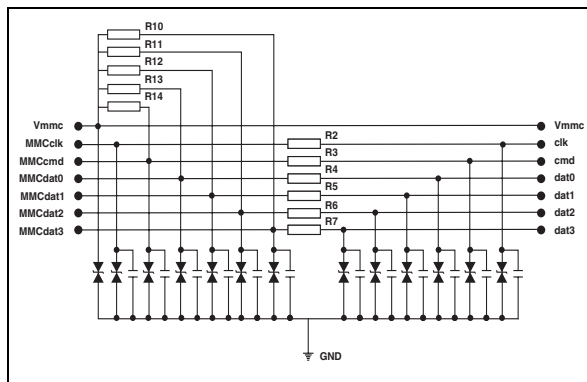 R10
R11
R12
R13
R14
Vmmc Vmmc
MMCclk R2 clk
MMCcmd R3 cmd
MMCdat0 R4 dat0
MMCdat1 R5 dat1
MMCdat2 R6 dat2
MMCdat3 R7 dat3
GND